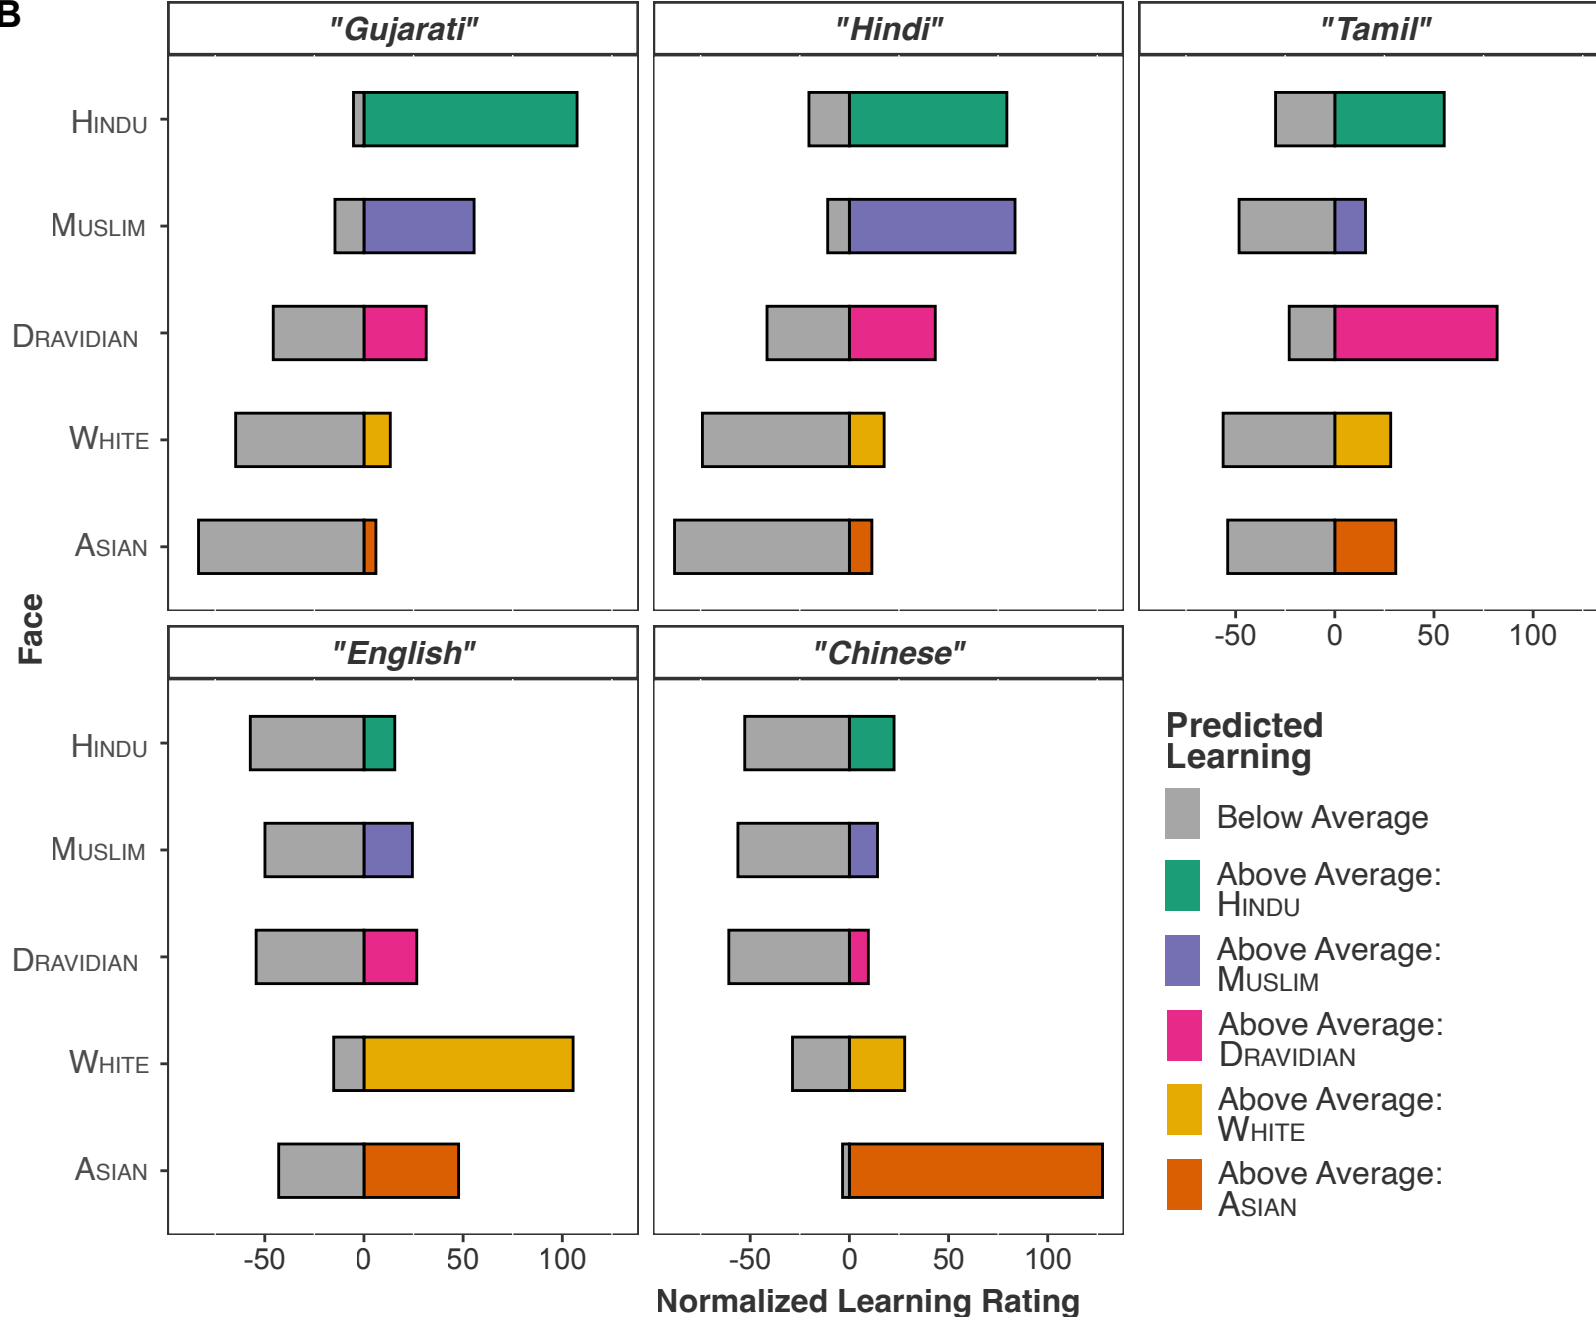 B
"Gujarati"
"Hindi"
"Tamil"
HINDU
MUSLIM
DRAVIDIAN
WHITE
ASIAN
-50 0 50 100
Face
"English"
"Chinese"
HINDU
MUSLIM
DRAVIDIAN
WHITE
ASIAN
-50 0 50 100
-50 0 50 100
Normalized Learning Rating
Predicted
Learning
Below Average
Above Average:
HINDU
Above Average:
MUSLIM
Above Average:
DRAVIDIAN
Above Average:
WHITE
Above Average:
ASIAN